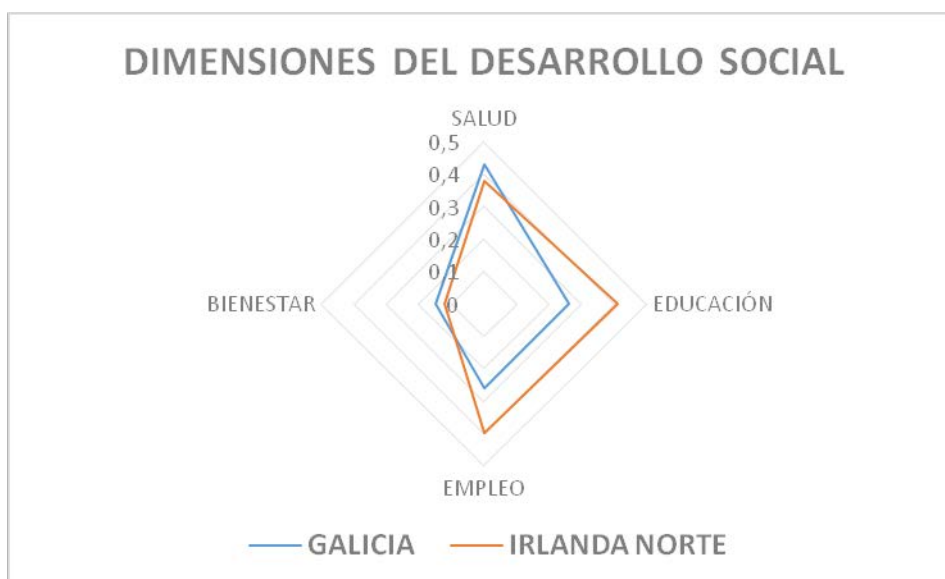 DIMENSIONES DEL DESARROLLO SOCIAL
SALUD
0,5
0,4
0,3
0,2
0,1
0
BIENESTAR
EDUCACIÓN
EMPLEO
GALICIA
IRLANDA NORTE